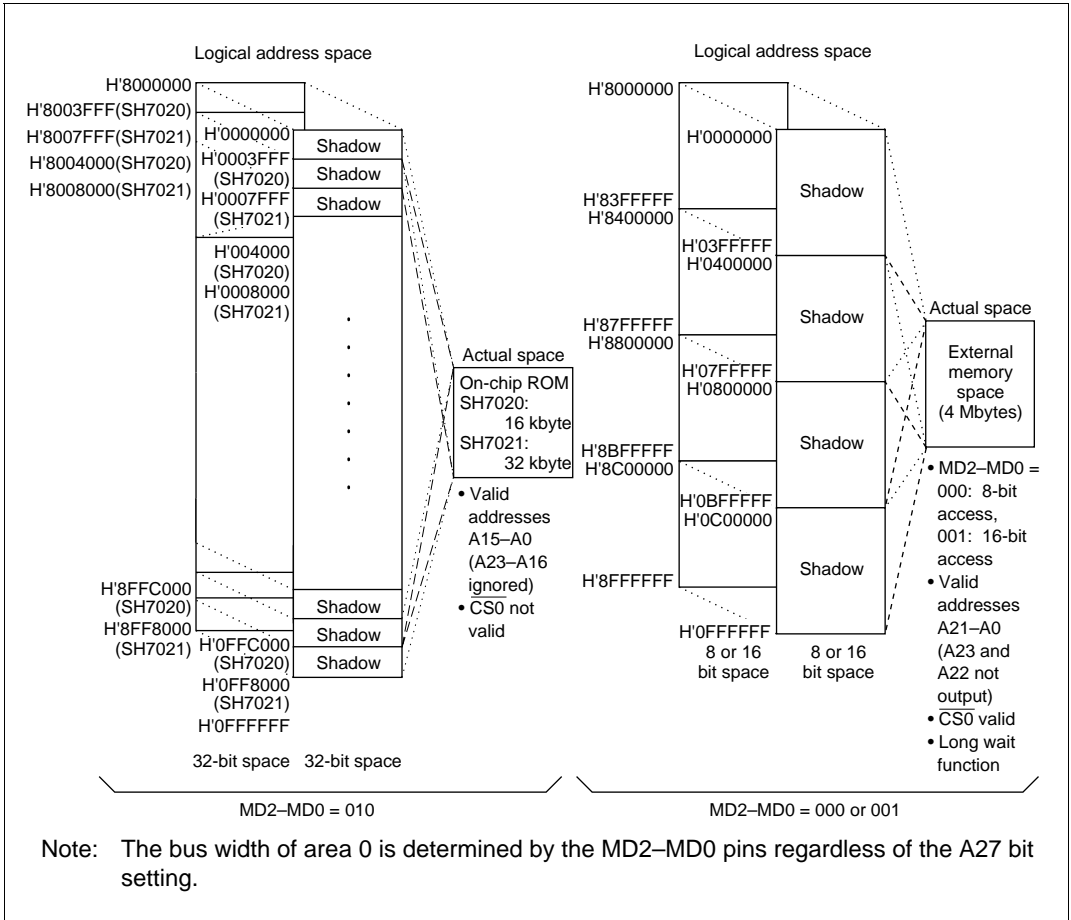 Logical address space
H'8000000
H'8003FFF(SH7020)
H'8007FFF(SH7021)
H'8004000(SH7020)
H'8008000(SH7021)
H'0000000
H'0003FFF
(SH7020)
H'0007FFF
(SH7021)
H'004000
(SH7020)
H'0008000
(SH7021)
Shadow
Shadow
Shadow
Actual space
On-chip ROM
SH7020:
16 kbyte
SH7021:
32 kbyte
• Valid
addresses
A15–A0
(A23–A16
ignored)
• CS0 not
valid
H'8FFC000
(SH7020)
H'8FF8000
(SH7021)
H'0FFC000
(SH7020)
H'0FF8000
(SH7021)
H'0FFFFFF
Shadow
Shadow
Shadow
32-bit space 32-bit space
MD2–MD0 = 010
Logical address space
H'8000000
H'0000000
H'83FFFFF
H'8400000
H'03FFFFF
H'0400000
H'87FFFFF
H'8800000
H'07FFFFF
H'0800000
H'8BFFFFF
H'8C00000
H'0BFFFFF
H'0C00000
H'8FFFFFF
H'0FFFFFF
Shadow
Shadow
Shadow
Shadow
8 or 16
bit space
8 or 16
bit space
Actual space
External
memory
space
(4 Mbytes)
• MD2–MD0 =
000: 8-bit
access,
001: 16-bit
access
• Valid
addresses
A21–A0
(A23 and
A22 not
output)
• CS0 valid
• Long wait
function
MD2–MD0 = 000 or 001
Note: The bus width of area 0 is determined by the MD2–MD0 pins regardless of the A27 bit
setting.